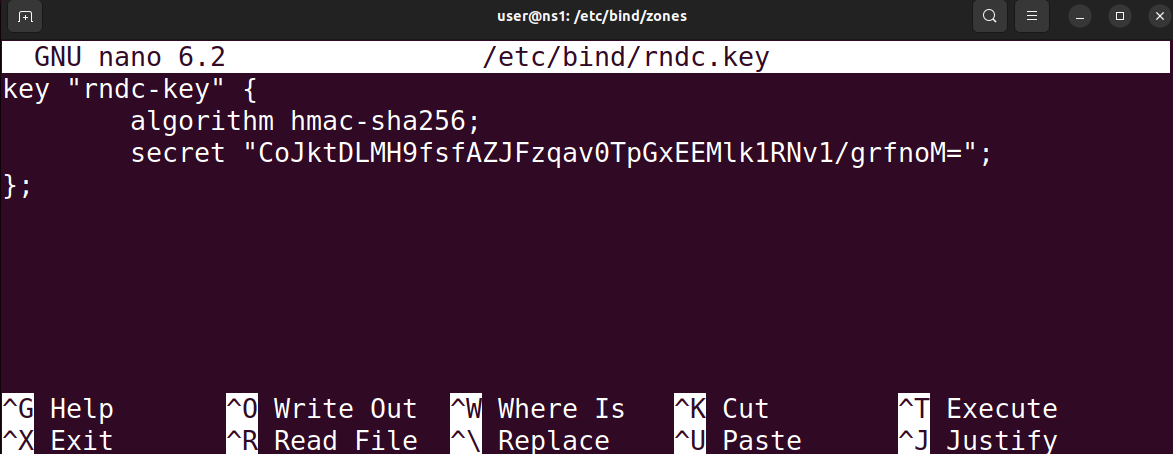 user@ns1: /etc/bind/zones
GNU nano 6.2 /etc/bind/rndc.key
key "rndc-key" {
algorithm hmac-sha256;
secret "CoJktDLMH9fsfAZJFzqav0TpGxEEMlk1RNv1/grfnoM=";
};
^G Help ^O Write Out ^W Where Is ^K Cut ^T Execute
^X Exit ^R Read File ^\ Replace ^U Paste ^J Justify